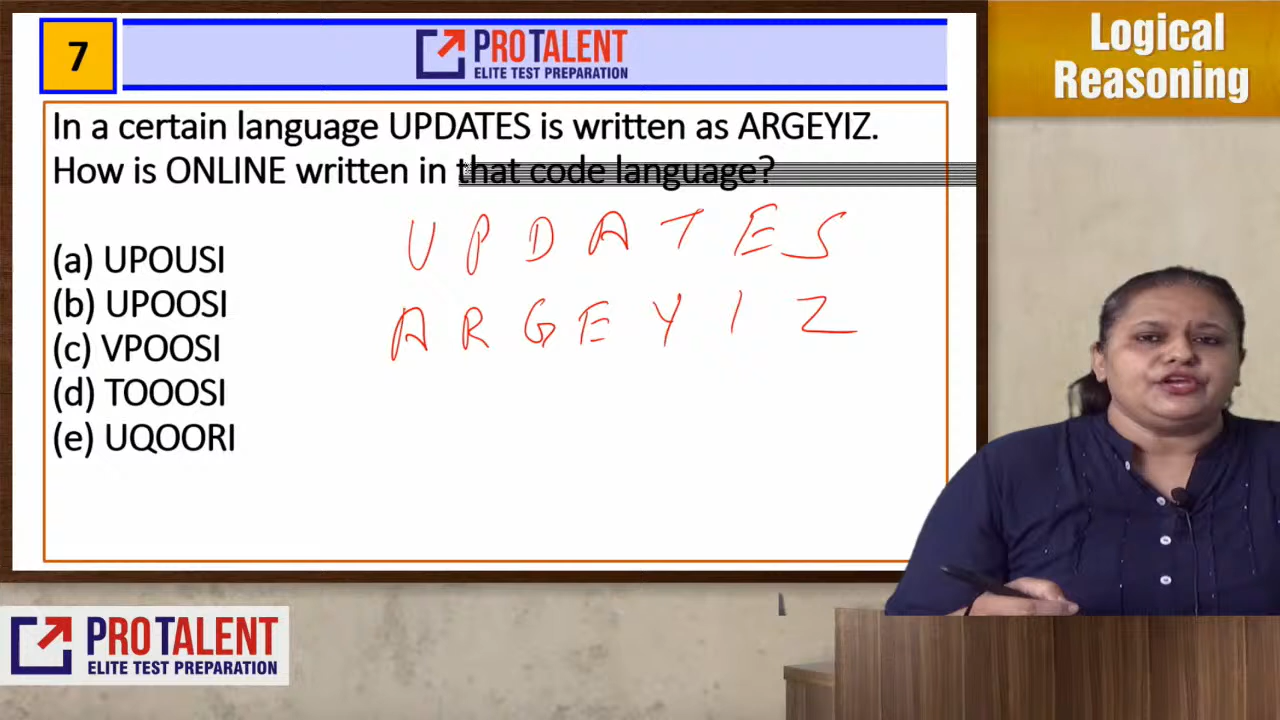 7
PROTALENT
ELITE TEST PREPARATION
Logical
Reasoning
In a certain language UPDATES is written as ARGEYIZ.
How is ONLINE written in that code language?
U P D A T E S
A R G E Y I Z
(a) UPOUSI
(b) UPOOSI
(c) VPOOSI
(d) TOOOSI
(e) UQOORI
PROTALENT
ELITE TEST PREPARATION